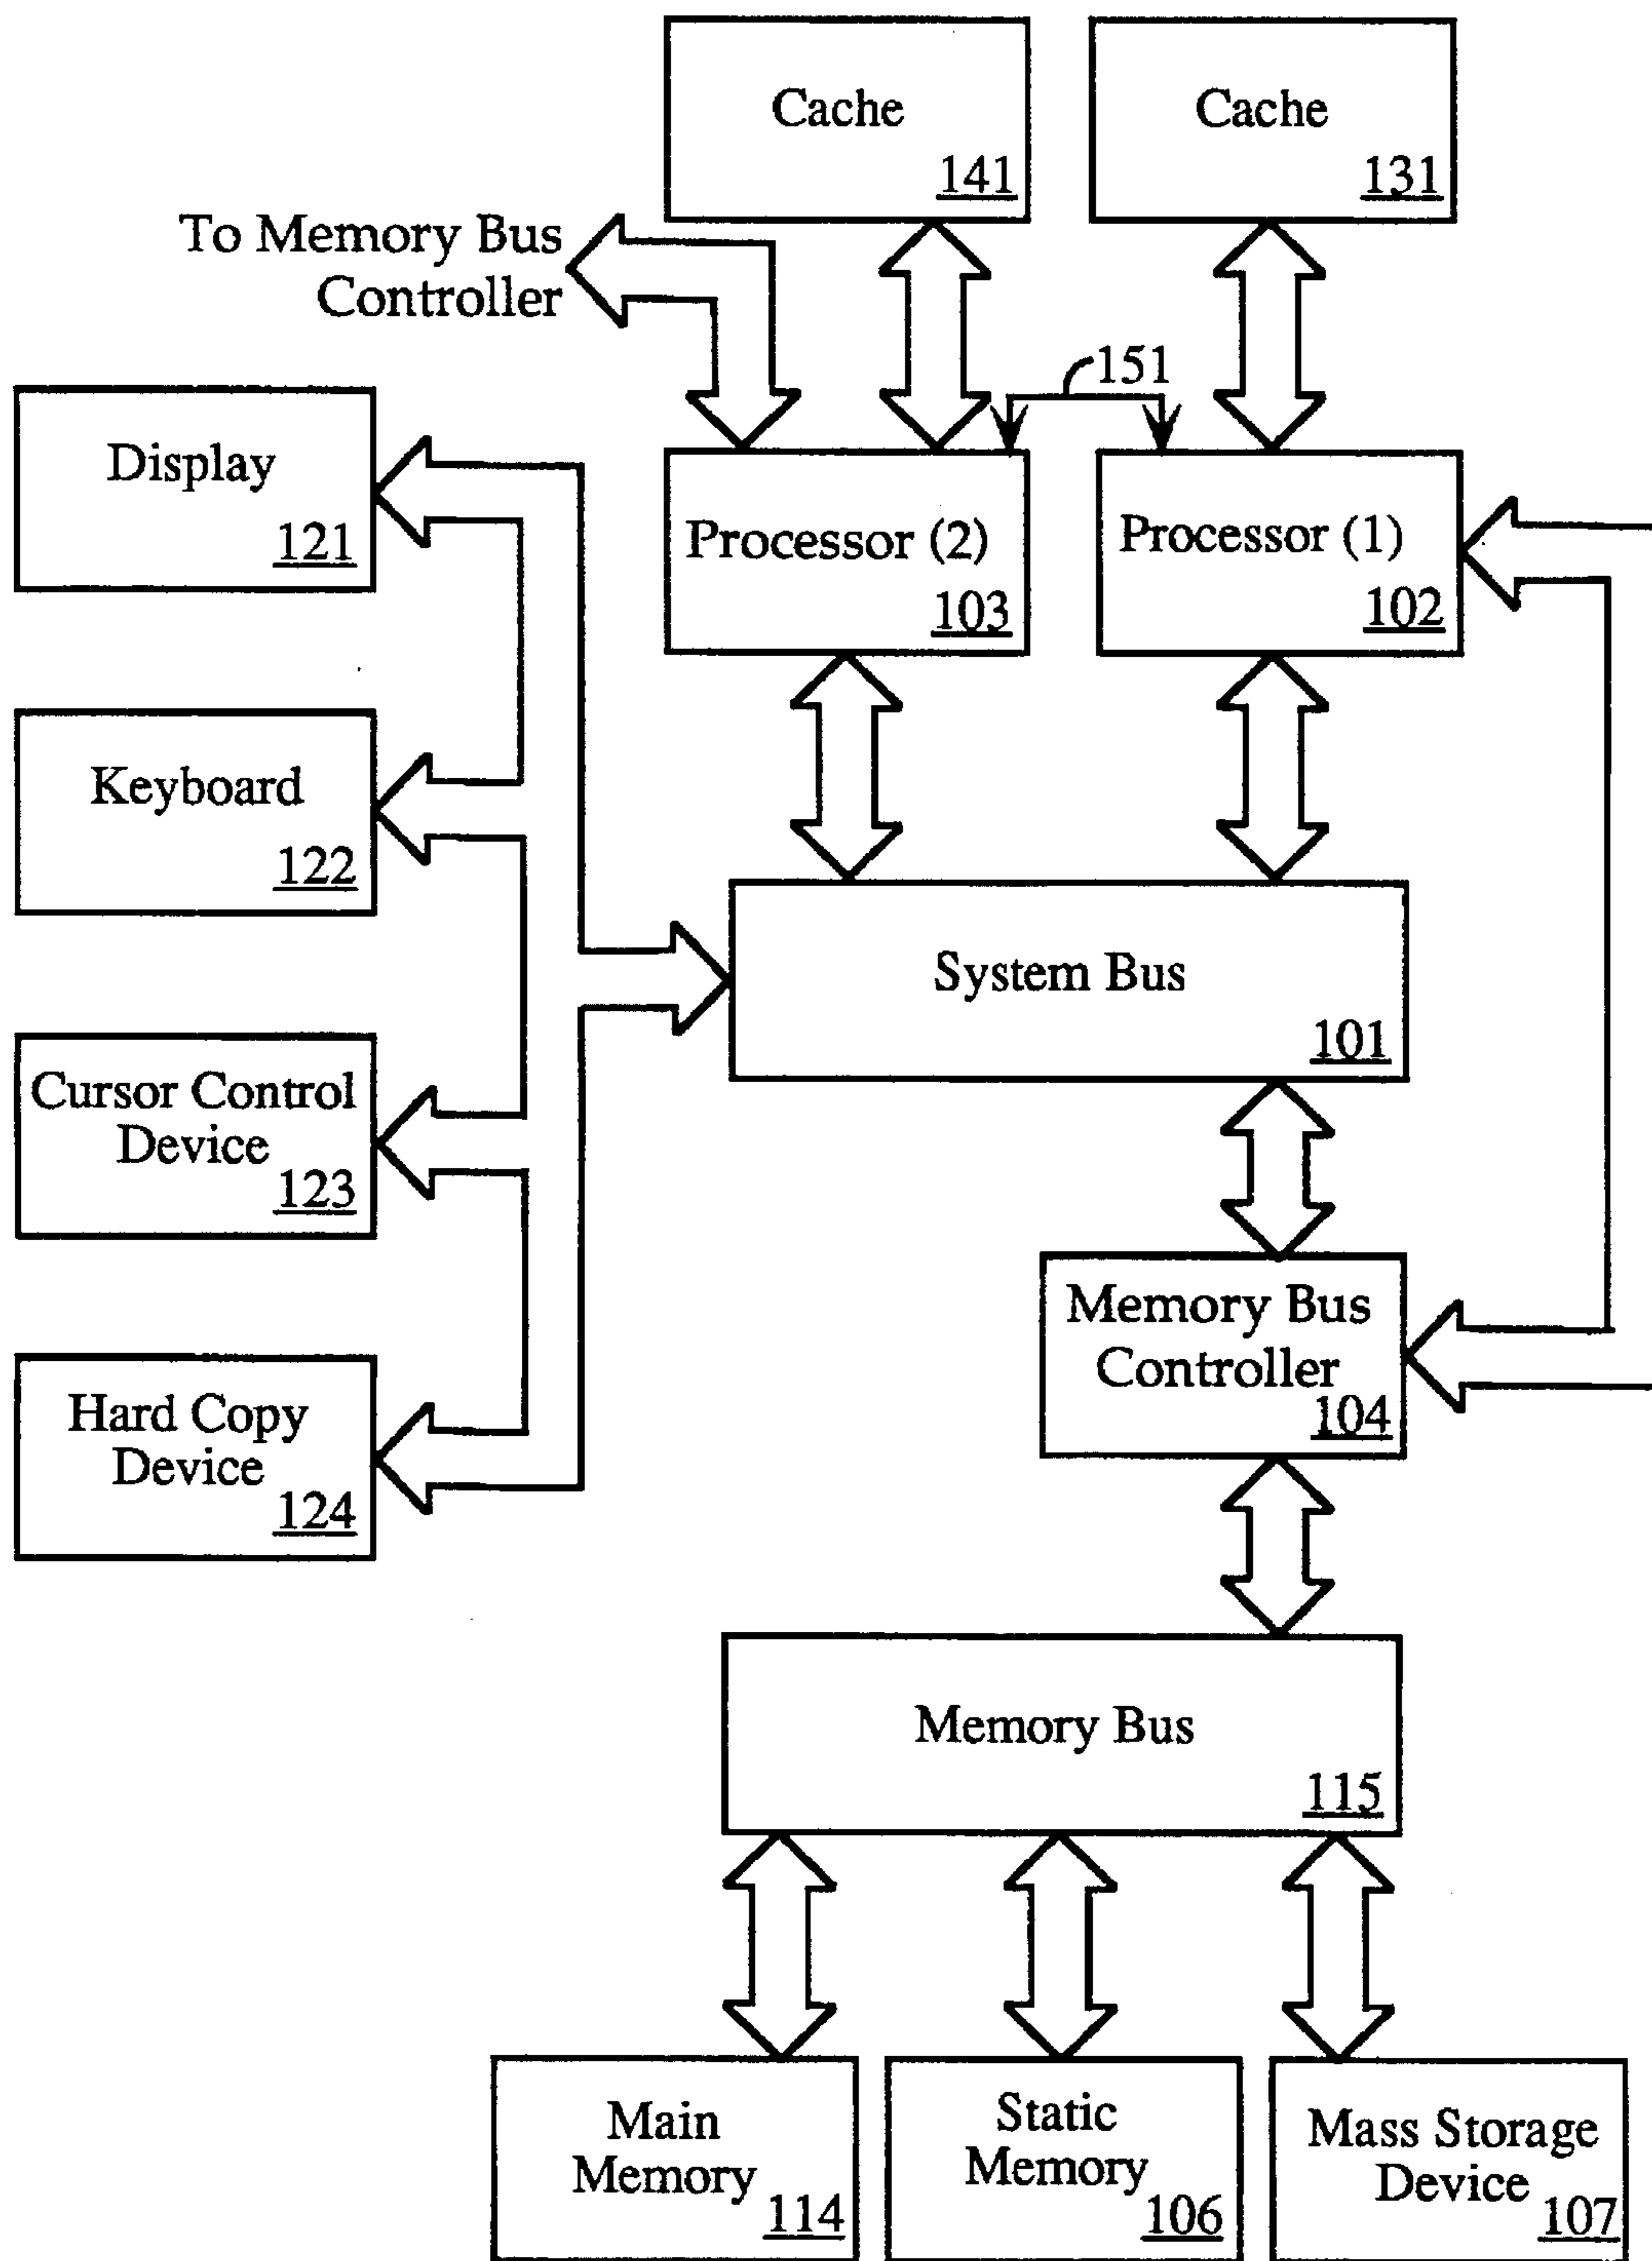 Cache
141
Cache
131
To Memory Bus
Controller
151
Display
121
Processor (2)
103
Processor (1)
102
Keyboard
122
System Bus
101
Cursor Control
Device
123
Memory Bus
Controller
104
Hard Copy
Device
124
Memory Bus
115
Main
Memory
114
Static
Memory
106
Mass Storage
Device
107